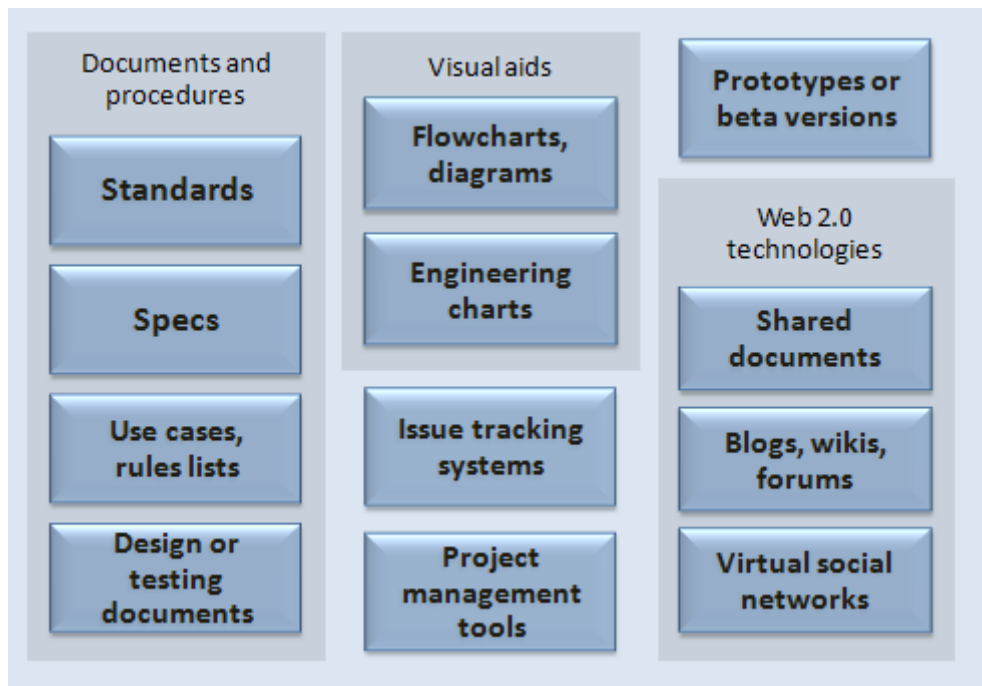 Documents and
procedures
Standards
Specs
Use cases,
rules lists
Design or
testing
documents
Visual aids
Flowcharts,
diagrams
Engineering
charts
Issue tracking
systems
Project
management
tools
Prototypes or
beta versions
Web 2.0
technologies
Shared
documents
Blogs, wikis,
forums
Virtual social
networks